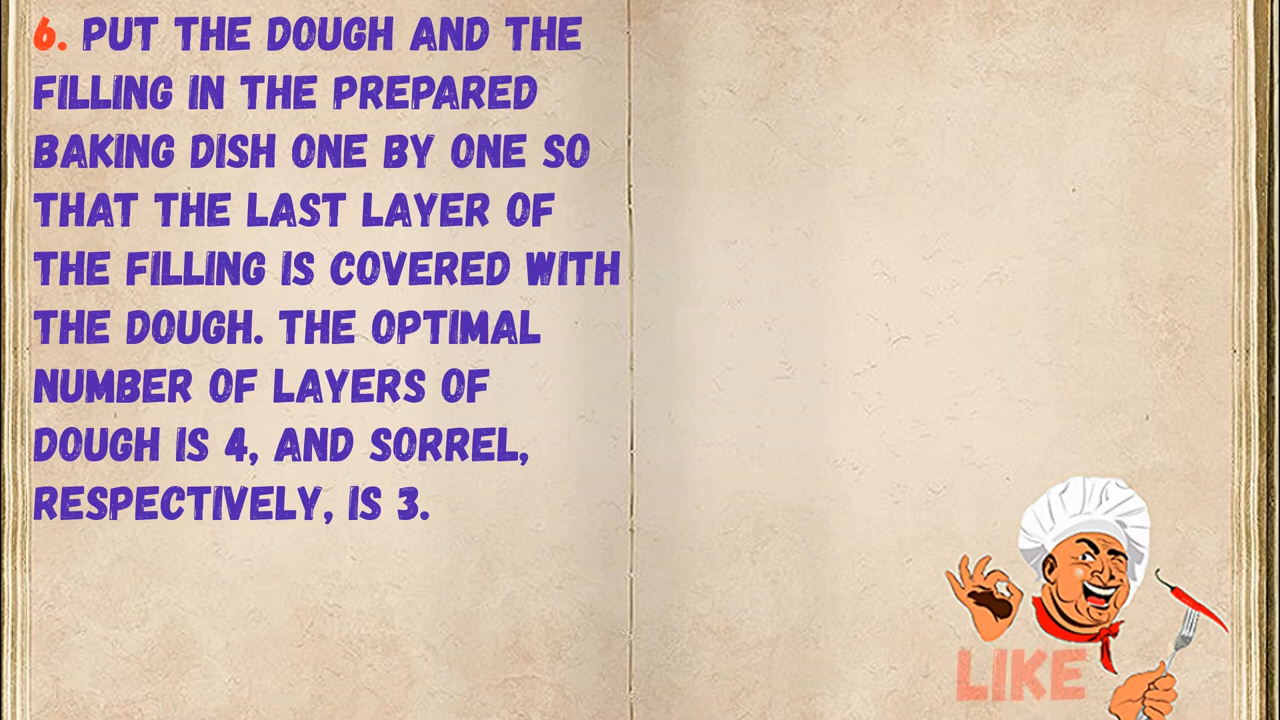 6. PUT THE DOUGH AND THE
FILLING IN THE PREPARED
BAKING DISH ONE BY ONE SO
THAT THE LAST LAYER OF
THE FILLING IS COVERED WITH
THE DOUGH. THE OPTIMAL
NUMBER OF LAYERS OF
DOUGH IS 4, AND SORREL,
RESPECTIVELY, IS 3.
LIKE